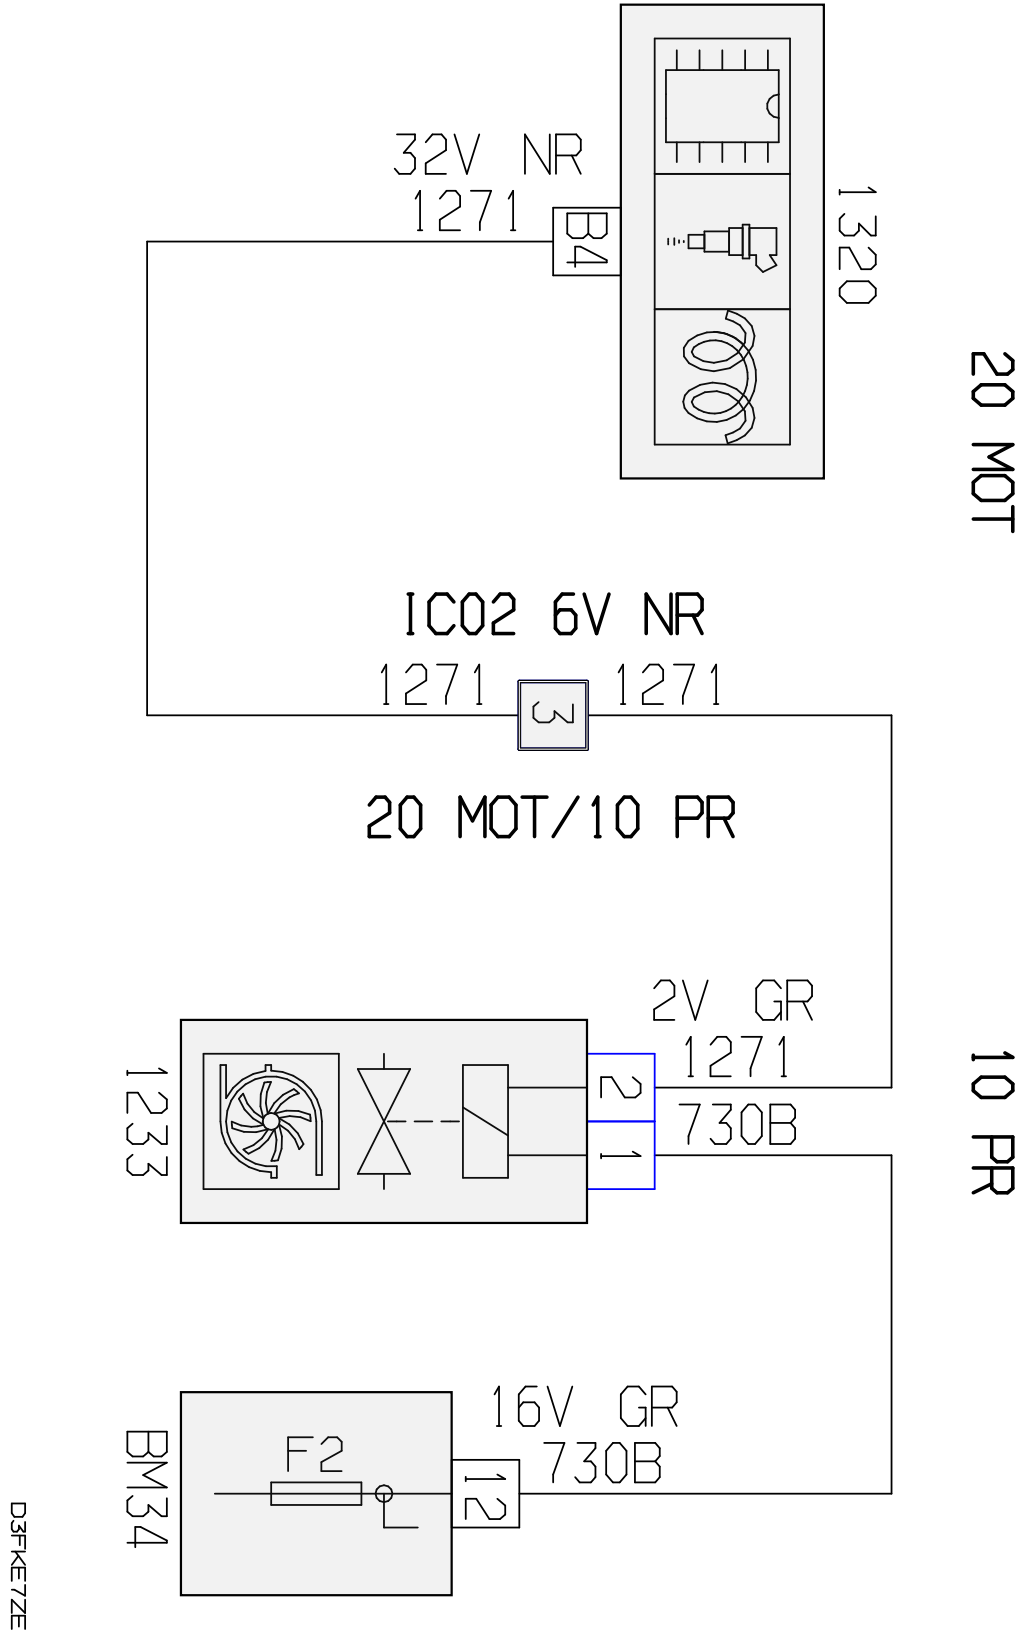 32V NR
1271
B4
1320
20 MOT
IC02 6V NR
1271
3
1271
20 MOT/10 PR
2V GR
1271
2
730B
1
1233
10 PR
16V GR
730B
12
F2
BM34
D3FKE7ZE